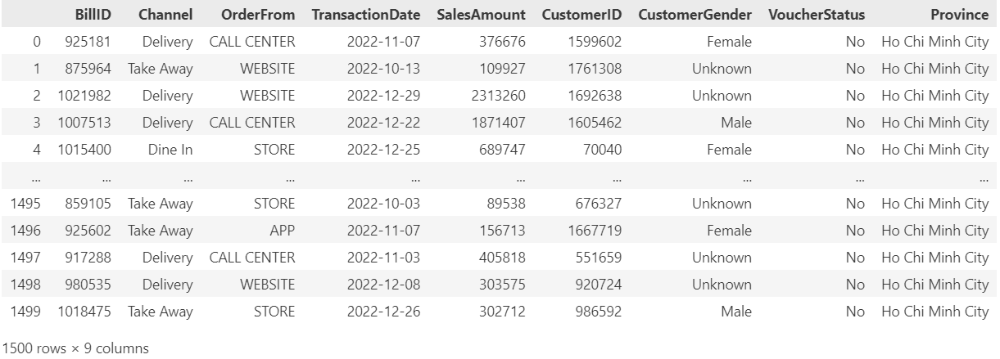 BillID Channel OrderFrom TransactionDate SalesAmount CustomerID CustomerGender VoucherStatus Province
0 925181 Delivery CALL CENTER 2022-11-07 376676 1599602 Female No Ho Chi Minh City
1 875964 Take Away WEBSITE 2022-10-13 109927 1761308 Unknown No Ho Chi Minh City
2 1021982 Delivery WEBSITE 2022-12-29 2313260 1692638 Unknown No Ho Chi Minh City
3 1007513 Delivery CALL CENTER 2022-12-22 1871407 1605462 Male No Ho Chi Minh City
4 1015400 Dine In STORE 2022-12-25 689747 70040 Female No Ho Chi Minh City
... ... ... ... ... ... ... ... ... ...
1495 859105 Take Away STORE 2022-10-03 89538 676327 Unknown No Ho Chi Minh City
1496 925602 Take Away APP 2022-11-07 156713 1667719 Female No Ho Chi Minh City
1497 917288 Delivery CALL CENTER 2022-11-03 405818 551659 Unknown No Ho Chi Minh City
1498 980535 Delivery WEBSITE 2022-12-08 303575 920724 Unknown No Ho Chi Minh City
1499 1018475 Take Away STORE 2022-12-26 302712 986592 Male No Ho Chi Minh City
1500 rows × 9 columns